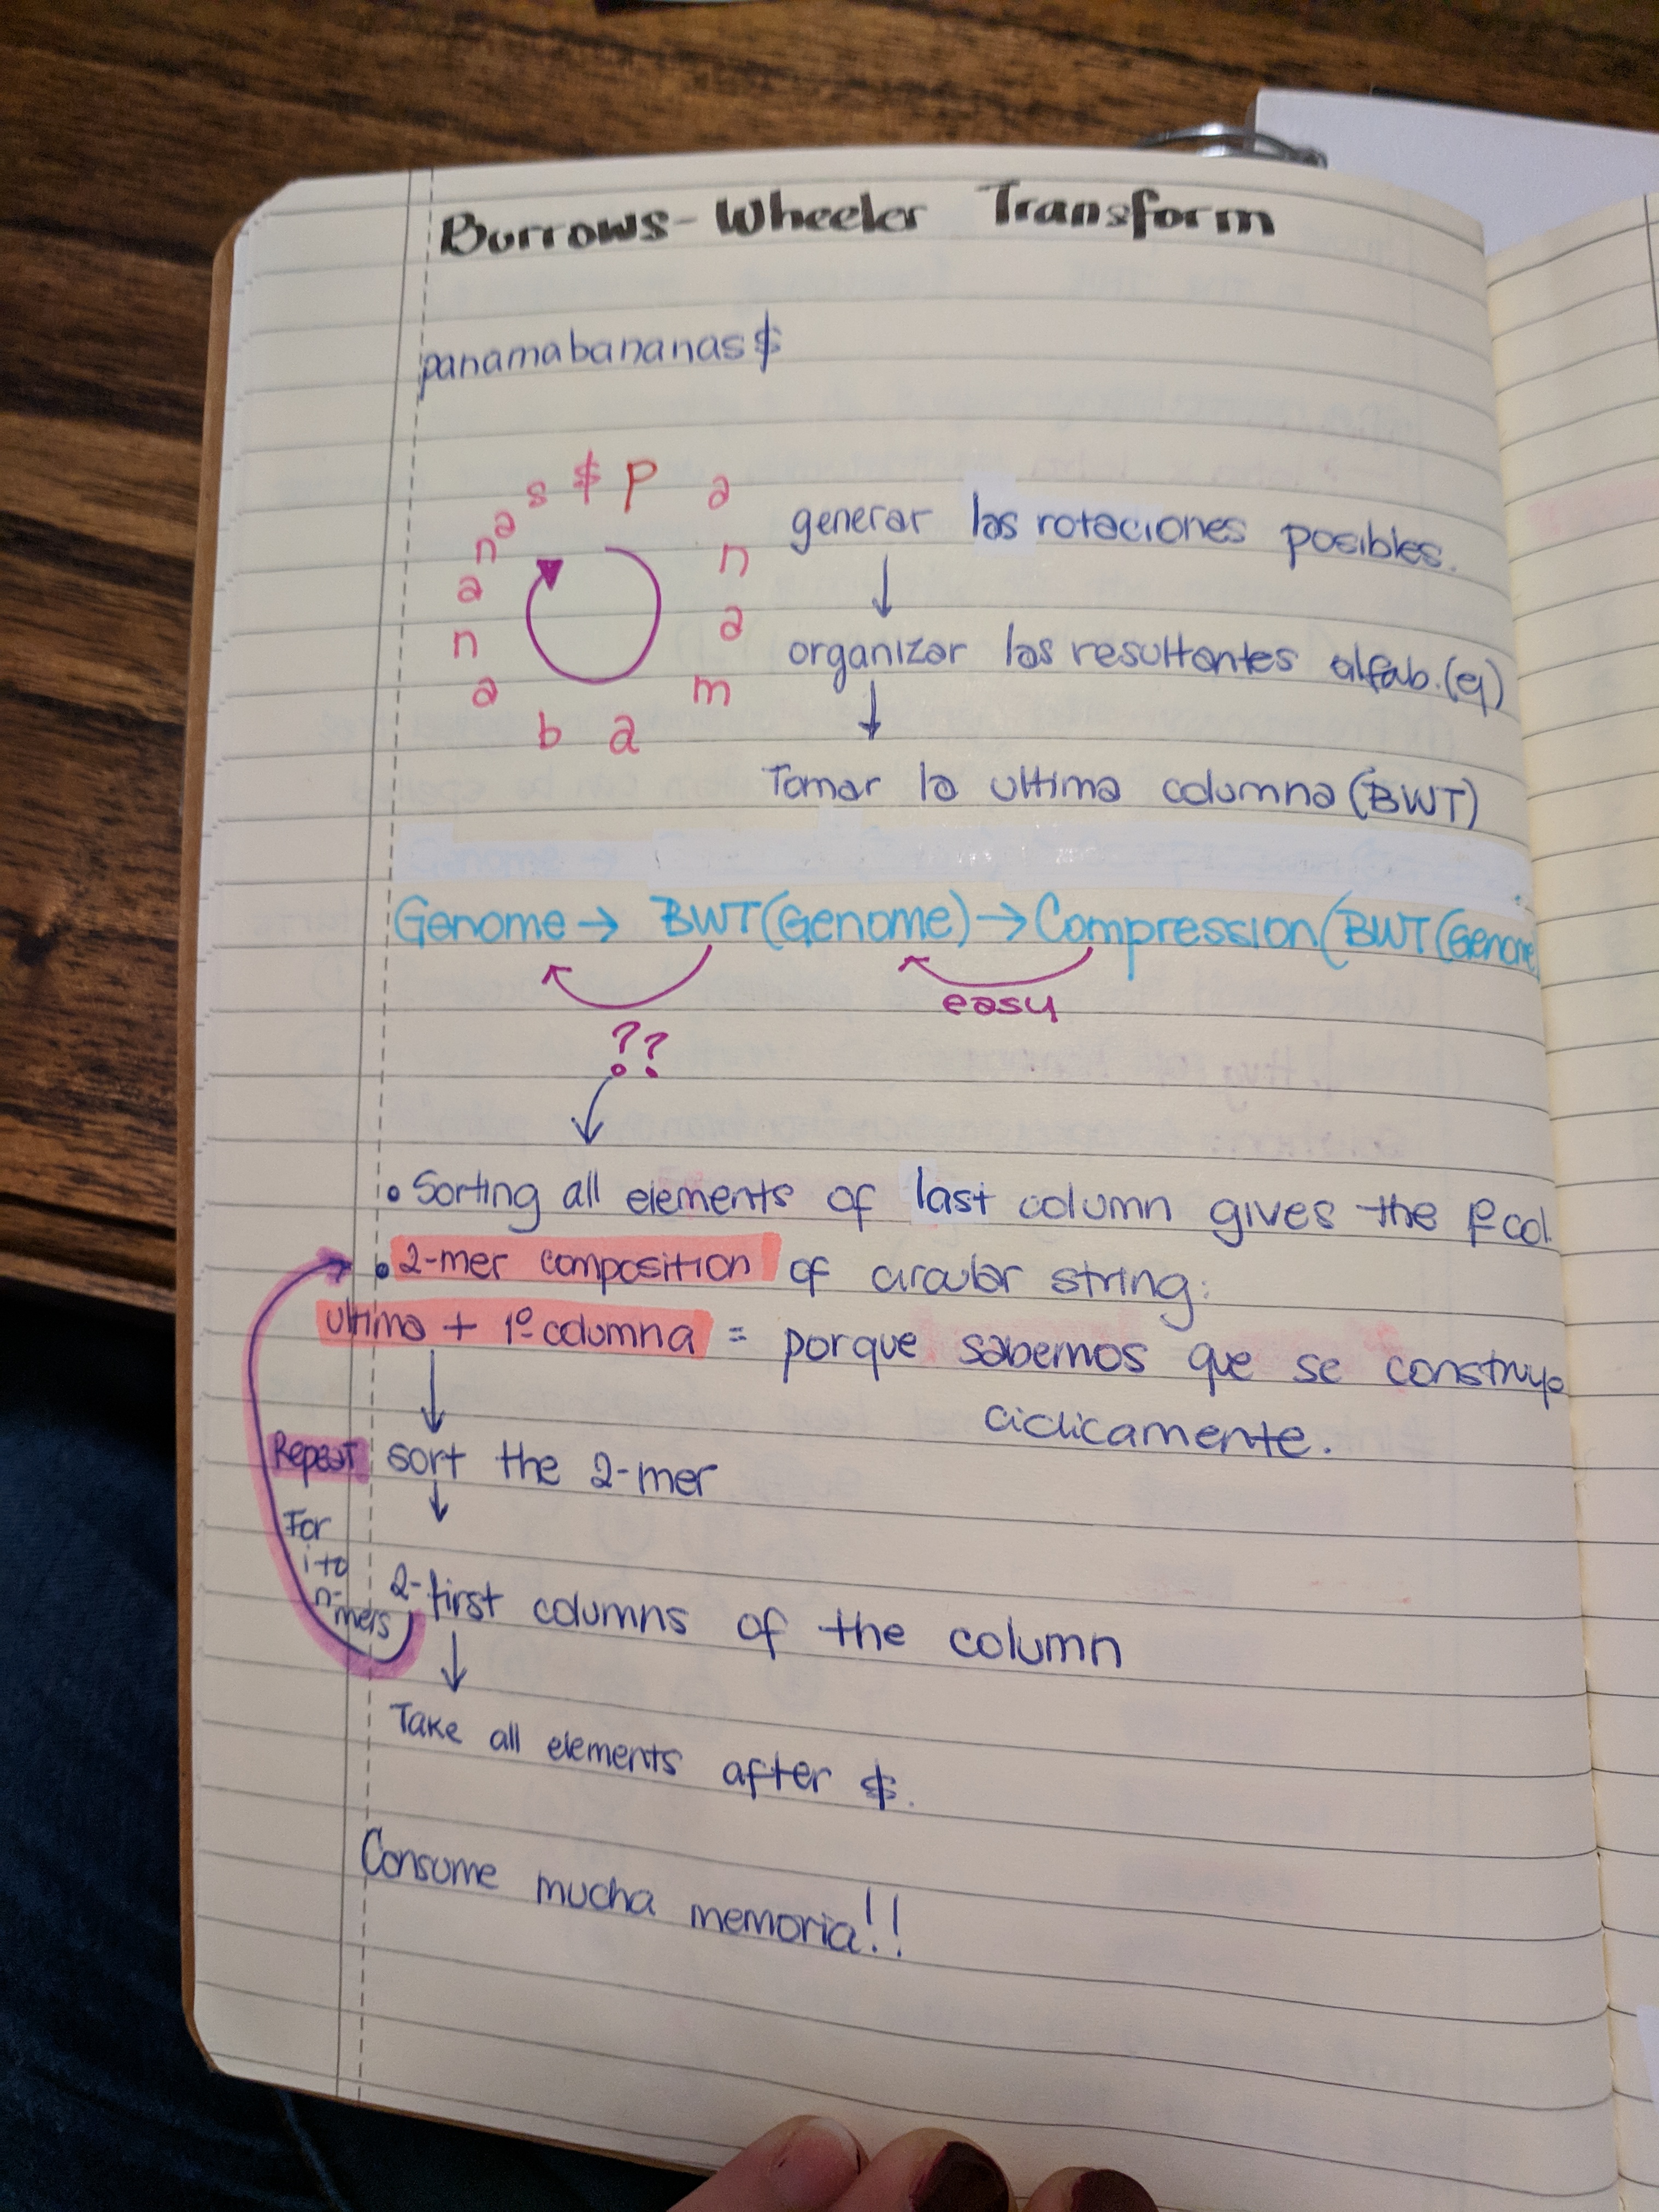 Burrows-Wheeler Transform
panamabananas$
$ p a n a m a b a n a n a s
generar las rotaciones posibles.
organizar las resultantes alfab.(q)
Tomar la ultima columna (BWT)
Genome → BWT(Genome) → Compression(BWT(Genome
easy
??
• Sorting all elements of last column gives the 1º col.
• 2-mer composition of circular string:
ultima + 1º columna = porque sabemos que se construyo
ciclicamente.
Repeat
sort the 2-mer
For
i to
n-
mers
2-first columns of the column
Take all elements after $.
Consume mucha memoria!!